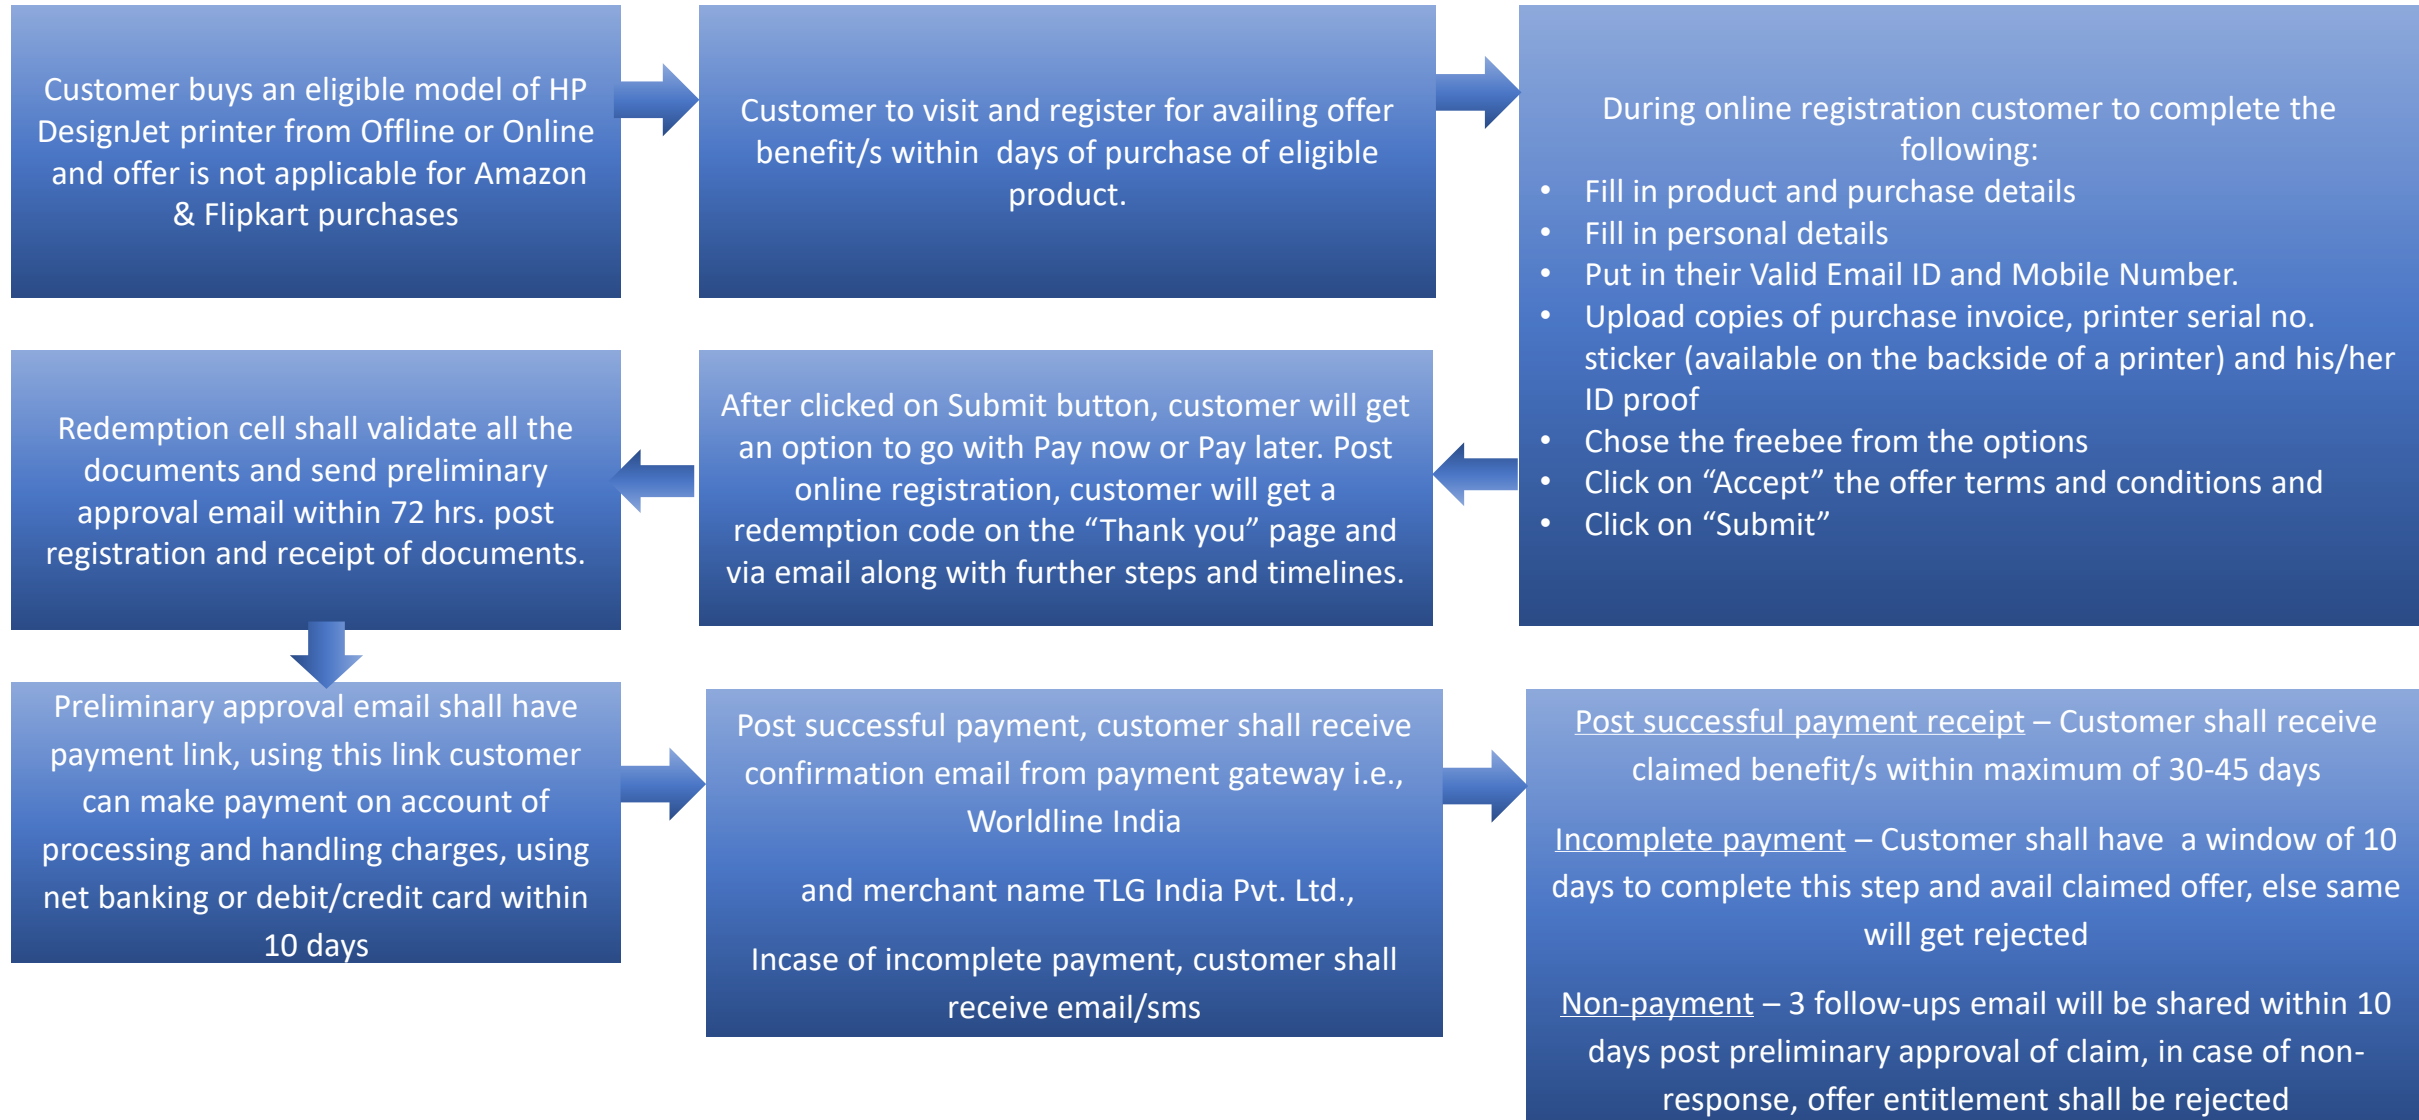 Customer buys an eligible model of HP
DesignJet printer from Offline or Online
and offer is not applicable for Amazon
& Flipkart purchases
Customer to visit and register for availing offer
benefit/s within  days of purchase of eligible
product.
During online registration customer to complete the
following:
• Fill in product and purchase details
• Fill in personal details
• Put in their Valid Email ID and Mobile Number.
• Upload copies of purchase invoice, printer serial no.
sticker (available on the backside of a printer) and his/her
ID proof
• Chose the freebee from the options
• Click on “Accept” the offer terms and conditions and
• Click on “Submit”
After clicked on Submit button, customer will get
an option to go with Pay now or Pay later. Post
online registration, customer will get a
redemption code on the “Thank you” page and
via email along with further steps and timelines.
Redemption cell shall validate all the
documents and send preliminary
approval email within 72 hrs. post
registration and receipt of documents.
Preliminary approval email shall have
payment link, using this link customer
can make payment on account of
processing and handling charges, using
net banking or debit/credit card within
10 days
Post successful payment, customer shall receive
confirmation email from payment gateway i.e.,
Worldline India
and merchant name TLG India Pvt. Ltd.,
Incase of incomplete payment, customer shall
receive email/sms
Post successful payment receipt – Customer shall receive
claimed benefit/s within maximum of 30-45 days
Incomplete payment – Customer shall have  a window of 10
days to complete this step and avail claimed offer, else same
will get rejected
Non-payment – 3 follow-ups email will be shared within 10
days post preliminary approval of claim, in case of non-
response, offer entitlement shall be rejected